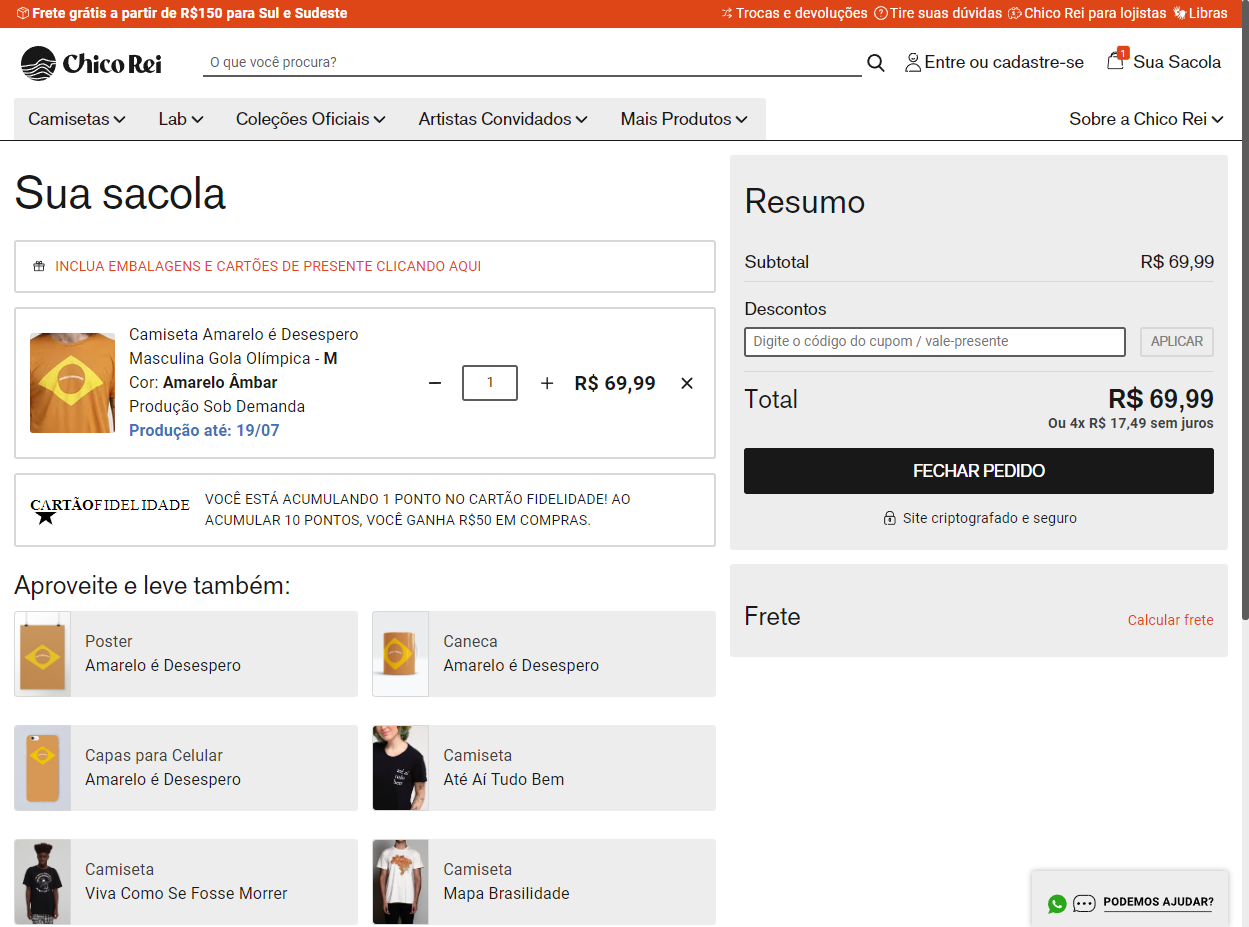 Frete grátis a partir de R$150 para Sul e Sudeste
Trocas e devoluções
Tire suas dúvidas
Chico Rei para lojistas
Libras
Chico Rei
O que você procura?
Entre ou cadastre-se
1
Sua Sacola
Camisetas
Lab
Coleções Oficiais
Artistas Convidados
Mais Produtos
Sobre a Chico Rei
Sua sacola
INCLUA EMBALAGENS E CARTÕES DE PRESENTE CLICANDO AQUI
Camiseta Amarelo é Desespero
Masculina Gola Olímpica - M
Cor: Amarelo Âmbar
Produção Sob Demanda
Produção até: 19/07
− 1 + R$ 69,99 ×
CARTÃOFIDELIDADE
VOCÊ ESTÁ ACUMULANDO 1 PONTO NO CARTÃO FIDELIDADE! AO
ACUMULAR 10 PONTOS, VOCÊ GANHA R$50 EM COMPRAS.
Aproveite e leve também:
Poster
Amarelo é Desespero
Caneca
Amarelo é Desespero
Capas para Celular
Amarelo é Desespero
até aí
tudo
bem
Camiseta
Até Aí Tudo Bem
Camiseta
Viva Como Se Fosse Morrer
Camiseta
Mapa Brasilidade
Resumo
Subtotal R$ 69,99
Descontos
Digite o código do cupom / vale-presente
APLICAR
Total R$ 69,99
Ou 4x R$ 17,49 sem juros
FECHAR PEDIDO
Site criptografado e seguro
Frete
Calcular frete
PODEMOS AJUDAR?